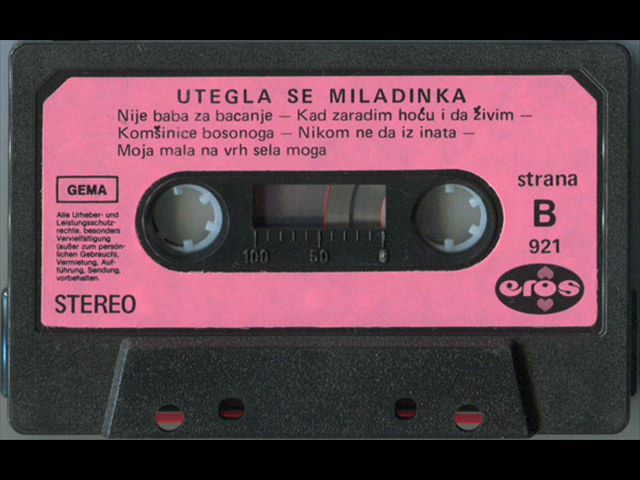 UTEGLA SE MILADINKA
Nije baba za bacanje – Kad zaradim hoću i da živim –
Komšinice bosonoga – Nikom ne da iz inata –
Moja mala na vrh sela moga
GEMA
Alle Urheber- und
Leistungsschutz-
rechte, besonders
Vervielfältigung
(außer zum persön-
lichen Gebrauch),
Vermietung, Auf-
führung, Sendung,
vorbehalten.
STEREO
100 50 0
strana
B
921
eros